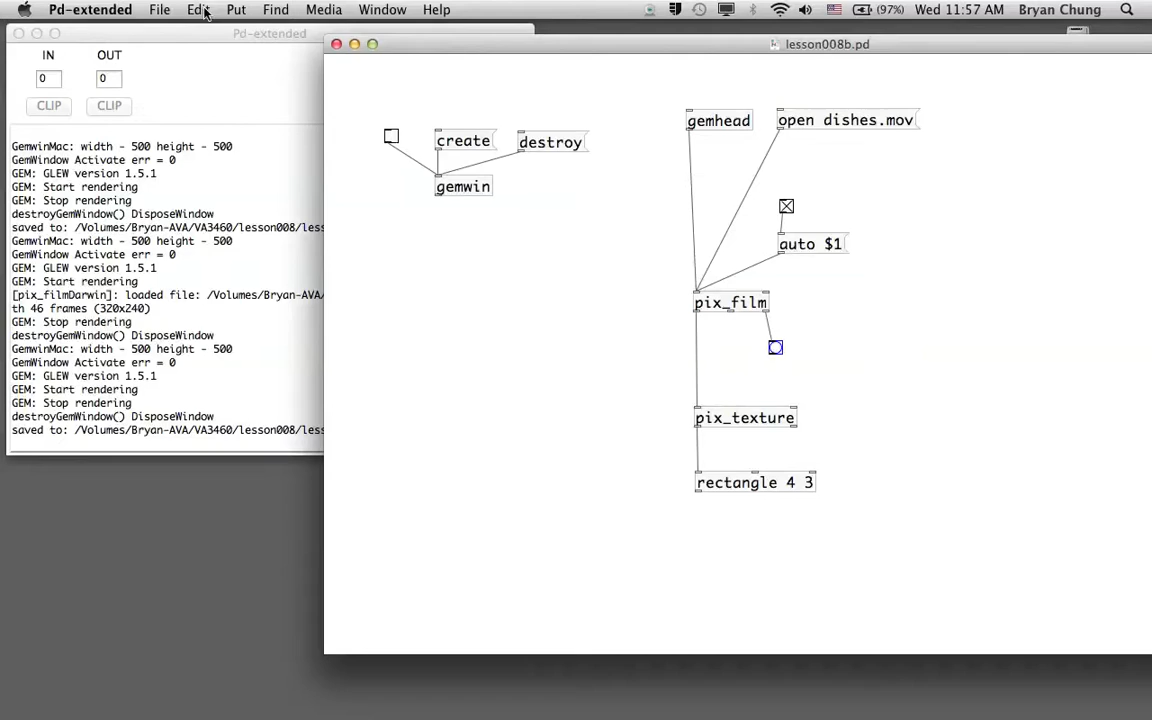 Pd-extended File Edit Put Find Media Window Help (97%) Wed 11:57 AM Bryan Chung
Pd-extended
lesson008b.pd
IN OUT
0 0
CLIP CLIP
GemwinMac: width - 500 height - 500
GemWindow Activate err = 0
GEM: GLEW version 1.5.1
GEM: Start rendering
GEM: Stop rendering
destroyGemWindow() DisposeWindow
saved to: /Volumes/Bryan-AVA/VA3460/lesson008/less
GemwinMac: width - 500 height - 500
GemWindow Activate err = 0
GEM: GLEW version 1.5.1
GEM: Start rendering
[pix_filmDarwin]: loaded file: /Volumes/Bryan-AVA/
th 46 frames (320x240)
GEM: Stop rendering
destroyGemWindow() DisposeWindow
GemwinMac: width - 500 height - 500
GemWindow Activate err = 0
GEM: GLEW version 1.5.1
GEM: Start rendering
GEM: Stop rendering
destroyGemWindow() DisposeWindow
saved to: /Volumes/Bryan-AVA/VA3460/lesson008/less
create destroy
gemwin
gemhead open dishes.mov
auto $1
pix_film
pix_texture
rectangle 4 3